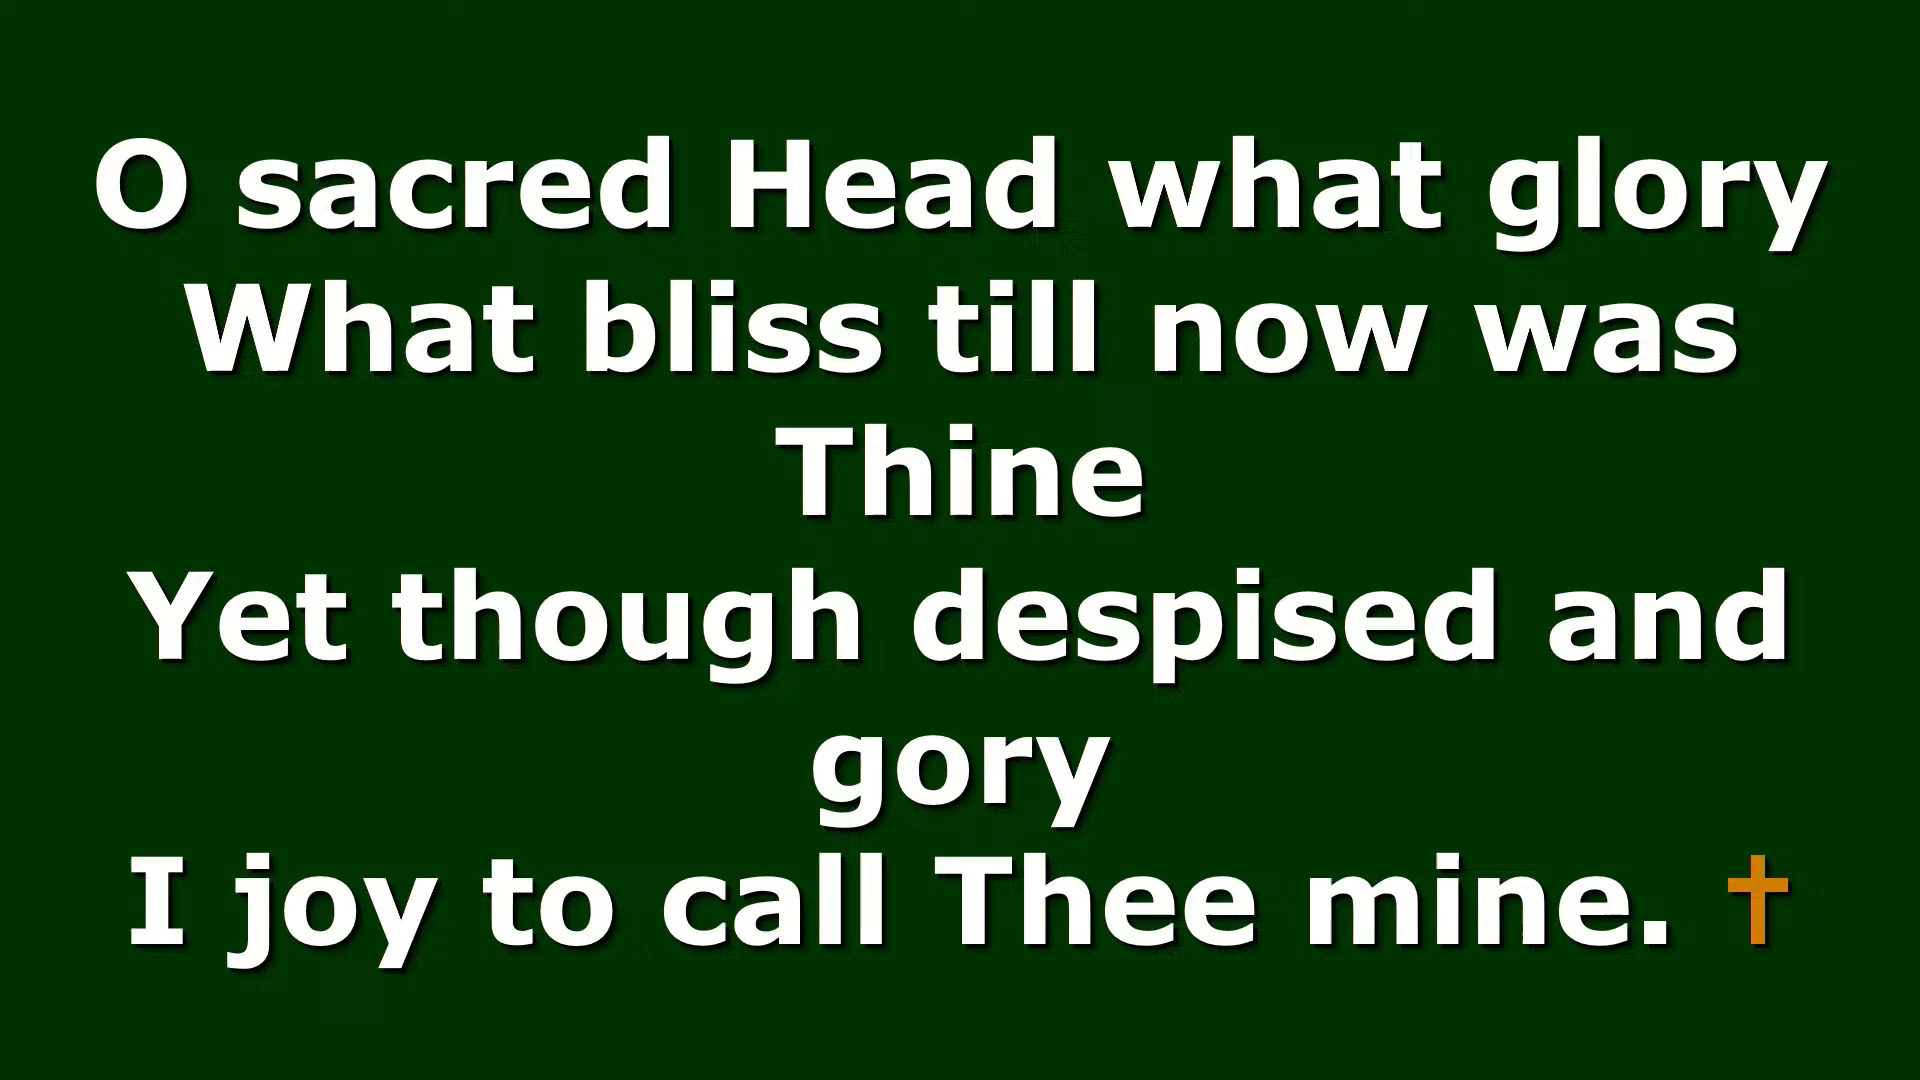 O sacred Head what glory
What bliss till now was
Thine
Yet though despised and
gory
I joy to call Thee mine. †